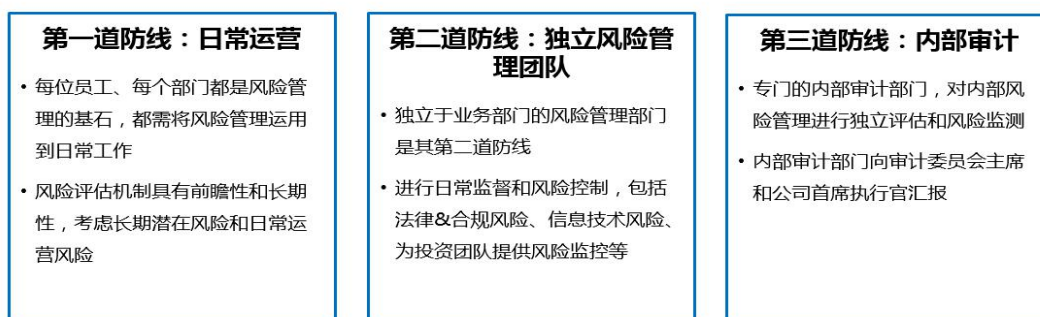 第一道防线：日常运营
• 每位员工、每个部门都是风险管
理的基石，都需将风险管理运用
到日常工作
• 风险评估机制具有前瞻性和长期
性，考虑长期潜在风险和日常运
营风险
第二道防线：独立风险管
理团队
• 独立于业务部门的风险管理部门
是其第二道防线
• 进行日常监督和风险控制，包括
法律&合规风险、信息技术风险、
为投资团队提供风险监控等
第三道防线：内部审计
• 专门的内部审计部门，对内部风
险管理进行独立评估和风险监测
• 内部审计部门向审计委员会主席
和公司首席执行官汇报